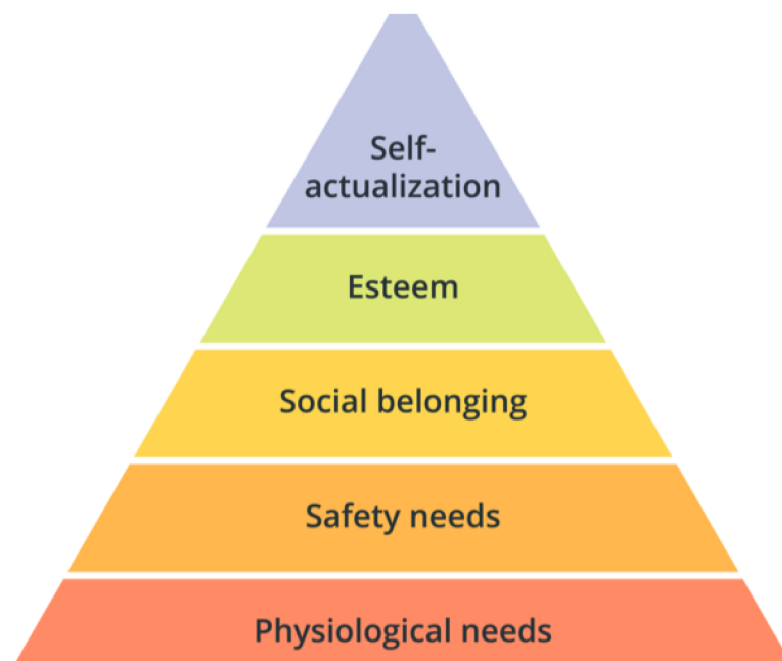 Self-
actualization
Esteem
Social belonging
Safety needs
Physiological needs